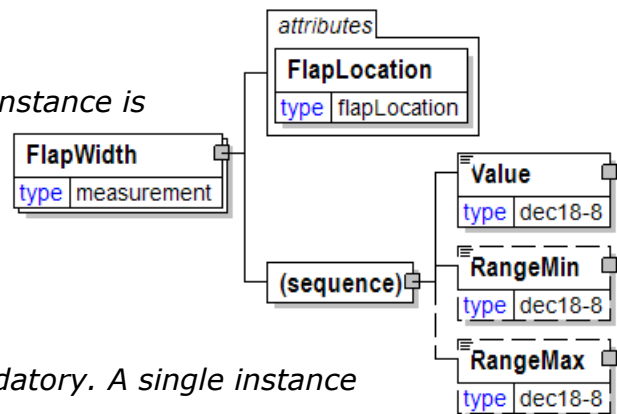 attributes
FlapLocation
type flapLocation
nstance is
FlapWidth
type measurement
Value
type dec18-8
(sequence)
RangeMin
type dec18-8
datory. A single instance
RangeMax
type dec18-8